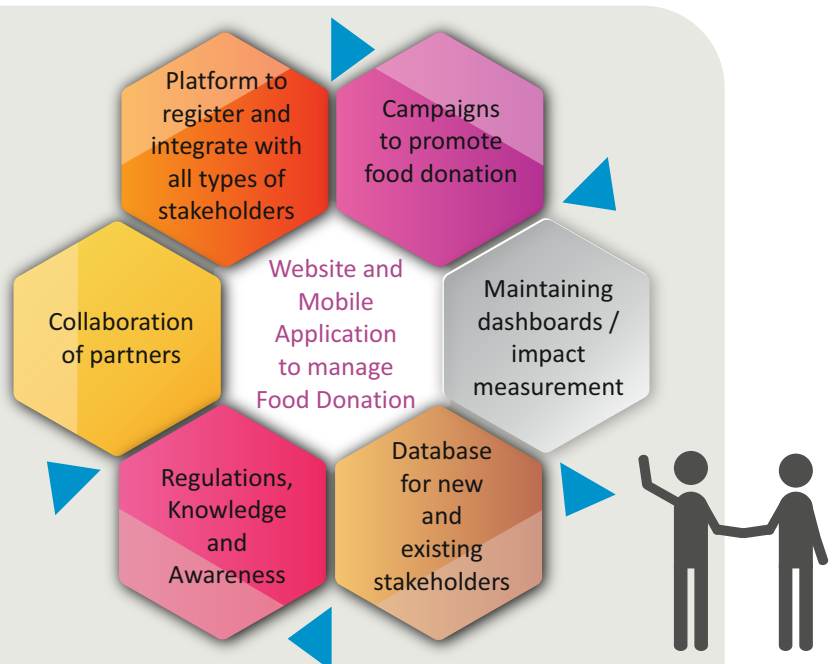 Platform to
register and
integrate with
all types of
stakeholders
Campaigns
to promote
food donation
Website and
Mobile
Application
to manage
Food Donation
Maintaining
dashboards /
impact
measurement
Collaboration
of partners
Regulations,
Knowledge
and
Awareness
Database
for new
and
existing
stakeholders